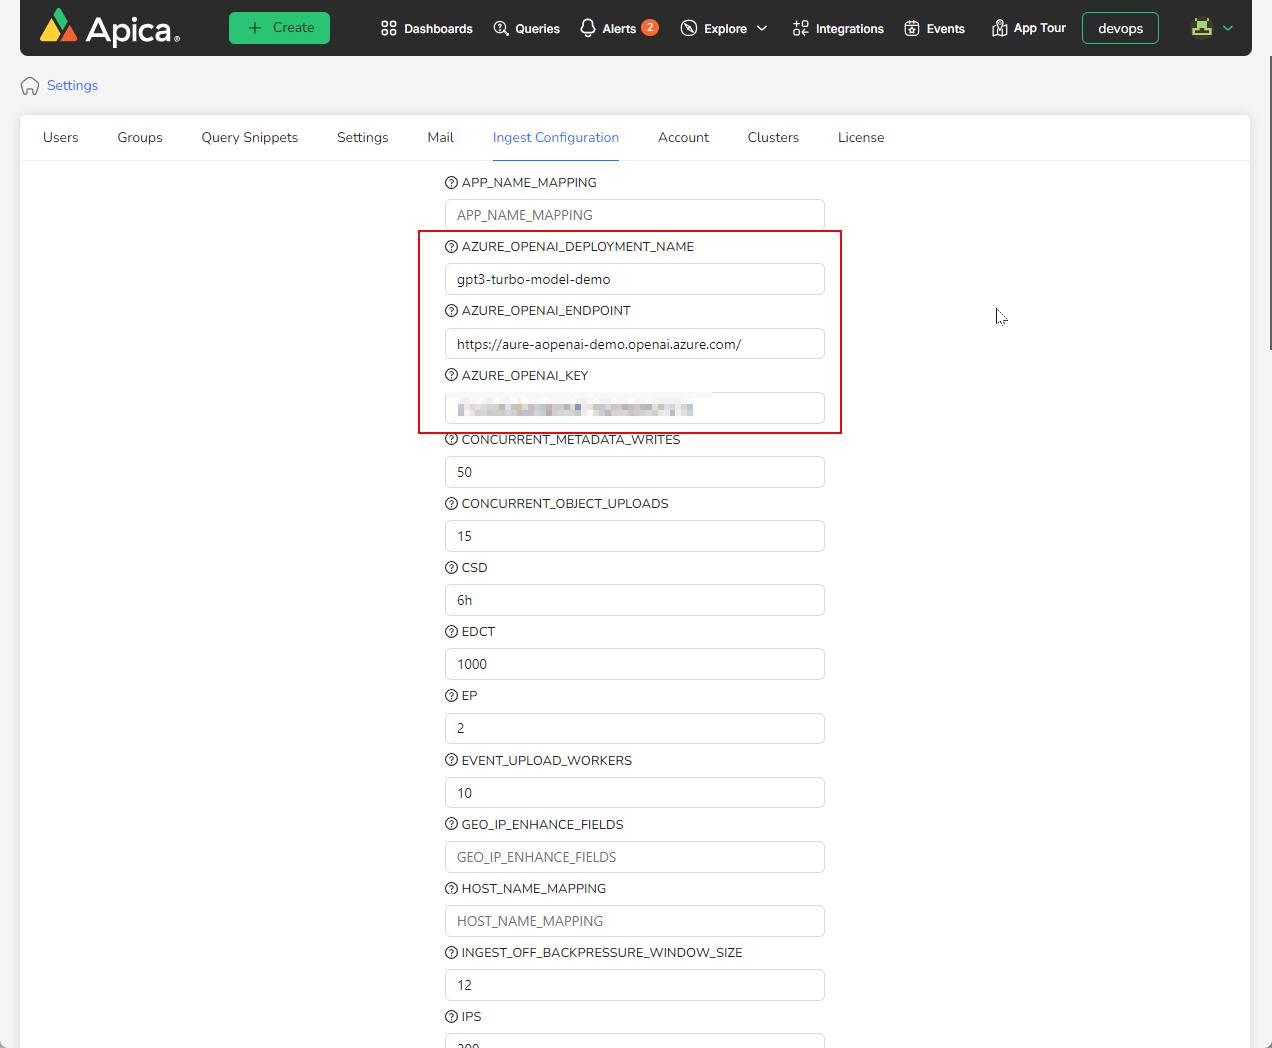 Apica®
Create
Dashboards
Queries
Alerts 2
Explore
Integrations
Events
App Tour
devops
Settings
Users
Groups
Query Snippets
Settings
Mail
Ingest Configuration
Account
Clusters
License
APP_NAME_MAPPING
APP_NAME_MAPPING
AZURE_OPENAI_DEPLOYMENT_NAME
gpt3-turbo-model-demo
AZURE_OPENAI_ENDPOINT
https://aure-aopenai-demo.openai.azure.com/
AZURE_OPENAI_KEY
CONCURRENT_METADATA_WRITES
50
CONCURRENT_OBJECT_UPLOADS
15
CSD
6h
EDCT
1000
EP
2
EVENT_UPLOAD_WORKERS
10
GEO_IP_ENHANCE_FIELDS
GEO_IP_ENHANCE_FIELDS
HOST_NAME_MAPPING
HOST_NAME_MAPPING
INGEST_OFF_BACKPRESSURE_WINDOW_SIZE
12
IPS